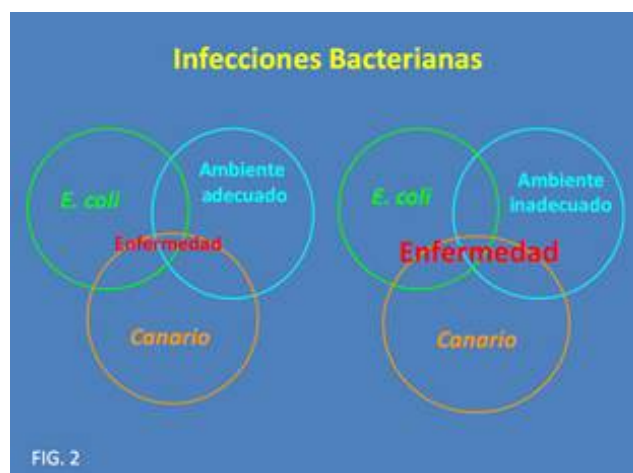 Infecciones Bacterianas
E. coli
Ambiente
adecuado
Enfermedad
Canario
E. coli
Ambiente
inadecuado
Enfermedad
Canario
FIG. 2